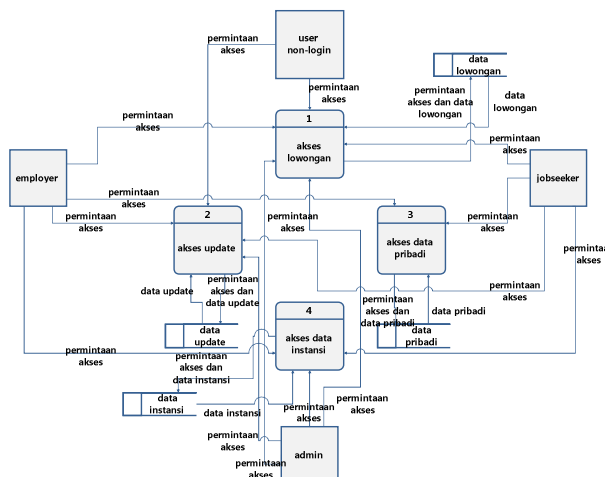 permintaan
akses
user
non-login
permintaan
akses
data
lowongan
permintaan
akses dan data
lowongan
data
lowongan
permintaan
akses
1
akses
lowongan
permintaan
akses
employer
jobseeker
permintaan
akses
permintaan
akses
2
akses update
permintaan
akses
3
akses data
pribadi
permintaan
akses
permintaan
akses
data update
permintaan
akses dan
data update
permintaan
akses
permintaan
akses dan
data pribadi
data pribadi
4
akses data
instansi
data
update
data
pribadi
permintaan
akses
permintaan
akses dan
data instansi
data
instansi
data instansi
permintaan
akses
permintaan
akses
permintaan
akses
admin
permintaan
akses